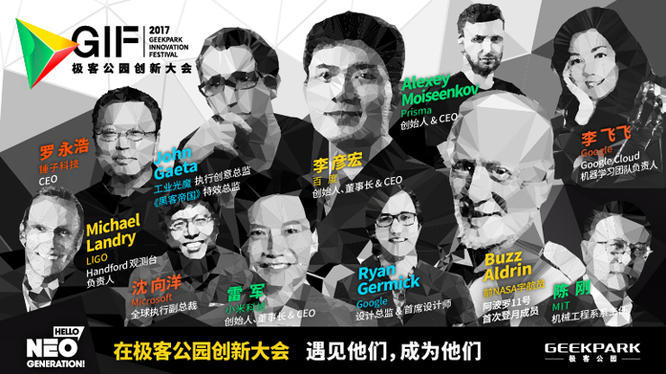 GIF
2017
GEEKPARK
INNOVATION
FESTIVAL
极客公园创新大会
罗永浩
锤子科技
CEO
John
Gaeta
工业光魔 执行创意总监
《黑客帝国》特效总监
李彦宏
百度
创始人、董事长 & CEO
Alexey
Moiseenkov
Prisma
创始人 & CEO
李飞飞
Google
Google Cloud
机器学习团队负责人
Michael
Landry
LIGO
Handford 观测台
负责人
沈向洋
Microsoft
全球执行副总裁
雷军
小米科技
创始人、董事长 & CEO
Ryan
Germick
Google
设计总监 & 首席设计师
Buzz
Aldrin
前NASA宇航员
阿波罗11号
首次登月成员
陈刚
MIT
机械工程系系主任
HELLO
NEO
GENERATION!
在极客公园创新大会 遇见他们，成为他们
GEEKPARK
极客公园